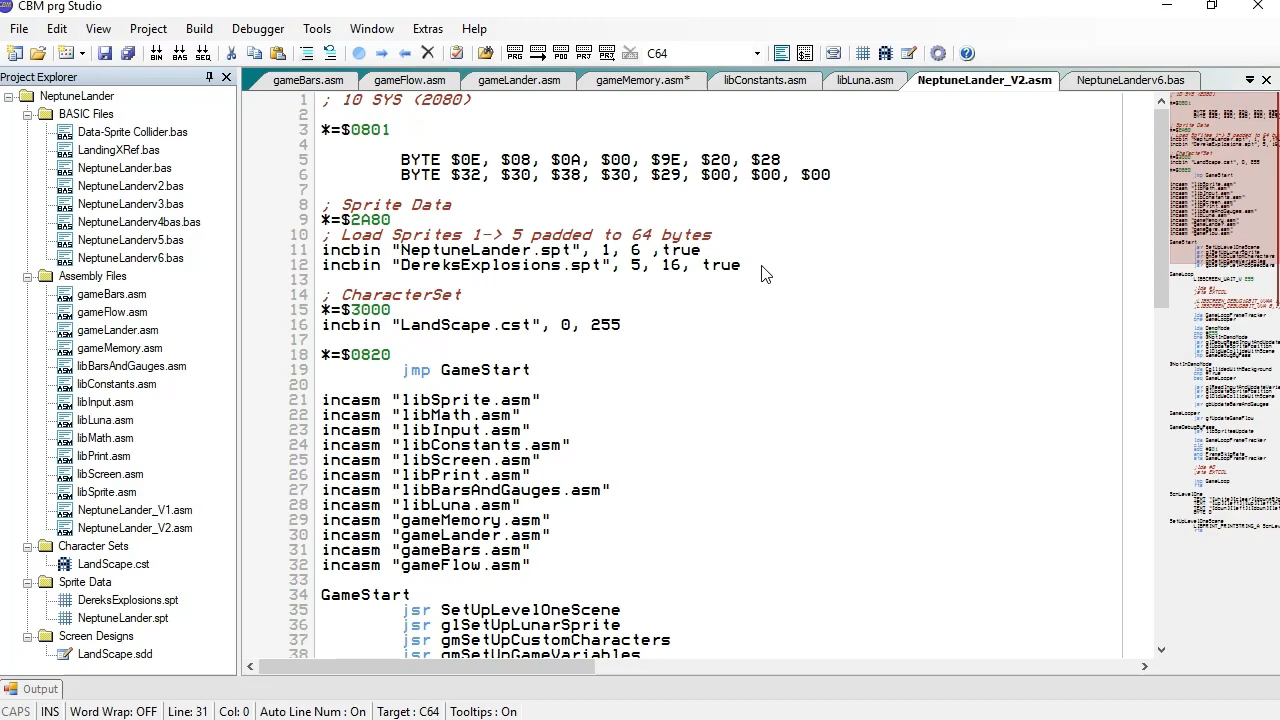 CBM prg Studio
File Edit View Project Build Debugger Tools Window Extras Help
C64
Project Explorer
gameBars.asm gameFlow.asm gameLander.asm gameMemory.asm* libConstants.asm libLuna.asm NeptuneLander_V2.asm NeptuneLanderv6.bas
NeptuneLander
BASIC Files
Data-Sprite Collider.bas
LandingXRef.bas
NeptuneLander.bas
NeptuneLanderv2.bas
NeptuneLanderv3.bas
NeptuneLanderv4bas.bas
NeptuneLanderv5.bas
NeptuneLanderv6.bas
Assembly Files
gameBars.asm
gameFlow.asm
gameLander.asm
gameMemory.asm
libBarsAndGauges.asm
libConstants.asm
libInput.asm
libLuna.asm
libMath.asm
libPrint.asm
libScreen.asm
libSprite.asm
NeptuneLander_V1.asm
NeptuneLander_V2.asm
Character Sets
LandScape.cst
Sprite Data
DereksExplosions.spt
NeptuneLander.spt
Screen Designs
LandScape.sdd
1 ; 10 SYS (2080)
2
3 *=$0801
4
5 BYTE $0E, $08, $0A, $00, $9E, $20, $28
6 BYTE $32, $30, $38, $30, $29, $00, $00, $00
7
8 ; Sprite Data
9 *=$2A80
10 ; Load Sprites 1-> 5 padded to 64 bytes
11 incbin "NeptuneLander.spt", 1, 6 ,true
12 incbin "DereksExplosions.spt", 5, 16, true
13
14 ; CharacterSet
15 *=$3000
16 incbin "LandScape.cst", 0, 255
17
18 *=$0820
19 jmp GameStart
20
21 incasm "libSprite.asm"
22 incasm "libMath.asm"
23 incasm "libInput.asm"
24 incasm "libConstants.asm"
25 incasm "libScreen.asm"
26 incasm "libPrint.asm"
27 incasm "libBarsAndGauges.asm"
28 incasm "libLuna.asm"
29 incasm "gameMemory.asm"
30 incasm "gameLander.asm"
31 incasm "gameBars.asm"
32 incasm "gameFlow.asm"
33
34 GameStart
35 jsr SetUpLevelOneScene
36 jsr glSetUpLunarSprite
37 jsr gmSetUpCustomCharacters
38 jsr gmSetUpGameVariables
Output
CAPS INS Word Wrap: OFF Line: 31 Col: 0 Auto Line Num : On Target : C64 Tooltips : On